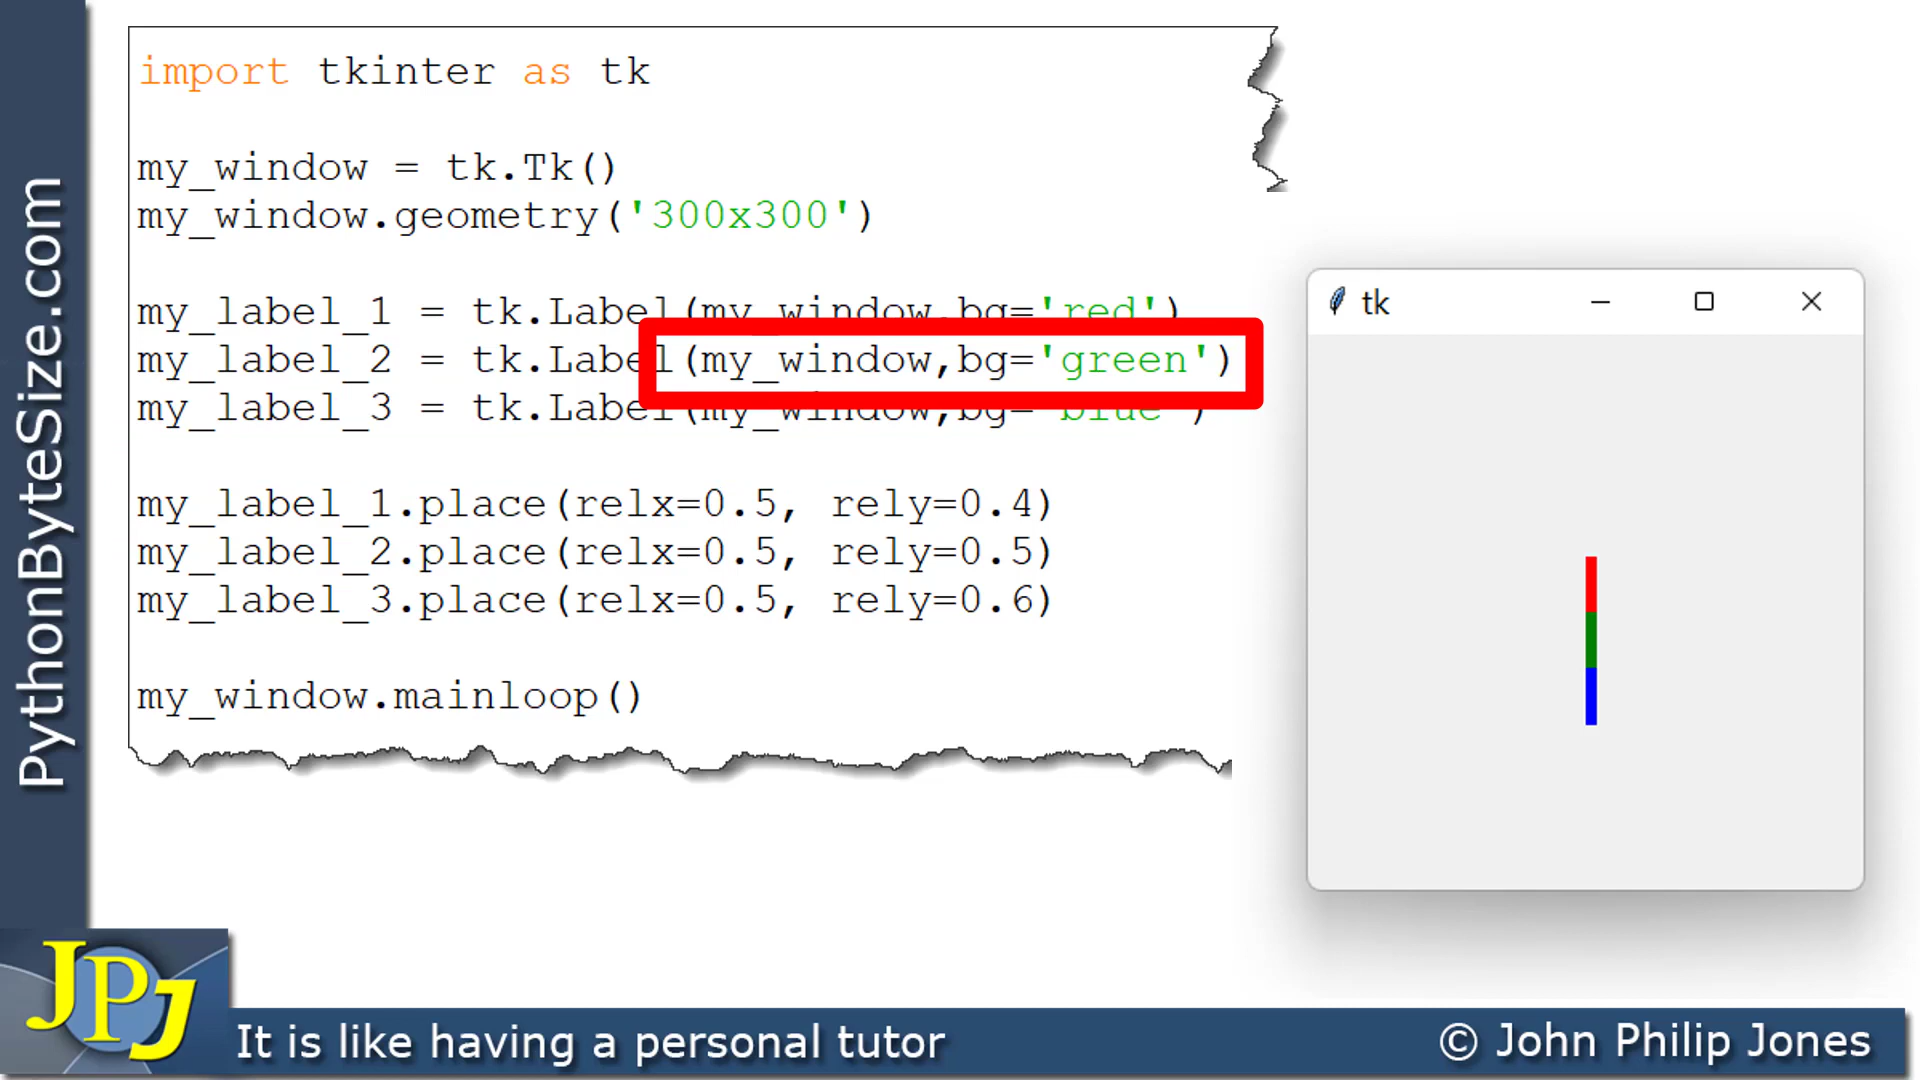 PythonByteSize.com
import tkinter as tk
my_window = tk.Tk()
my_window.geometry('300x300')
my_label_1 = tk.Label(my_window,bg='red')
my_label_2 = tk.Label(my_window,bg='green')
my_label_3 = tk.Label(my_window,bg='blue')
my_label_1.place(relx=0.5, rely=0.4)
my_label_2.place(relx=0.5, rely=0.5)
my_label_3.place(relx=0.5, rely=0.6)
my_window.mainloop()
tk
JPJ
It is like having a personal tutor
© John Philip Jones